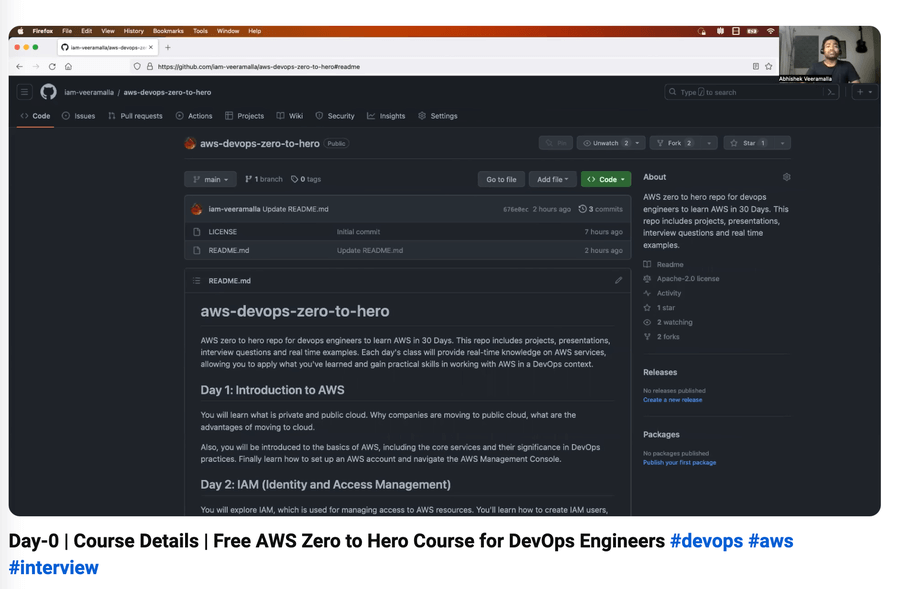 Firefox File Edit View History Bookmarks Tools Window Help
iam-veeramalla/aws-devops-ze
https://github.com/iam-veeramalla/aws-devops-zero-to-hero#readme
Abhishek Veeramalla
iam-veeramalla / aws-devops-zero-to-hero
Type / to search
Code Issues Pull requests Actions Projects Wiki Security Insights Settings
aws-devops-zero-to-hero Public
Pin Unwatch 2 Fork 2 Star 1
main 1 branch 0 tags Go to file Add file Code
iam-veeramalla Update README.md 676e8ec 2 hours ago 3 commits
LICENSE Initial commit 7 hours ago
README.md Update README.md 2 hours ago
README.md
aws-devops-zero-to-hero
AWS zero to hero repo for devops engineers to learn AWS in 30 Days. This repo includes projects, presentations,
interview questions and real time examples. Each day's class will provide real-time knowledge on AWS services,
allowing you to apply what you've learned and gain practical skills in working with AWS in a DevOps context.
Day 1: Introduction to AWS
You will learn what is private and public cloud. Why companies are moving to public cloud, what are the
advantages of moving to cloud.
Also, you will be introduced to the basics of AWS, including the core services and their significance in DevOps
practices. Finally learn how to set up an AWS account and navigate the AWS Management Console.
Day 2: IAM (Identity and Access Management)
You will explore IAM, which is used for managing access to AWS resources. You'll learn how to create IAM users,
About
AWS zero to hero repo for devops
engineers to learn AWS in 30 Days. This
repo includes projects, presentations,
interview questions and real time
examples.
Readme
Apache-2.0 license
Activity
1 star
2 watching
2 forks
Releases
No releases published
Create a new release
Packages
No packages published
Publish your first package
Day-0 | Course Details | Free AWS Zero to Hero Course for DevOps Engineers #devops #aws
#interview